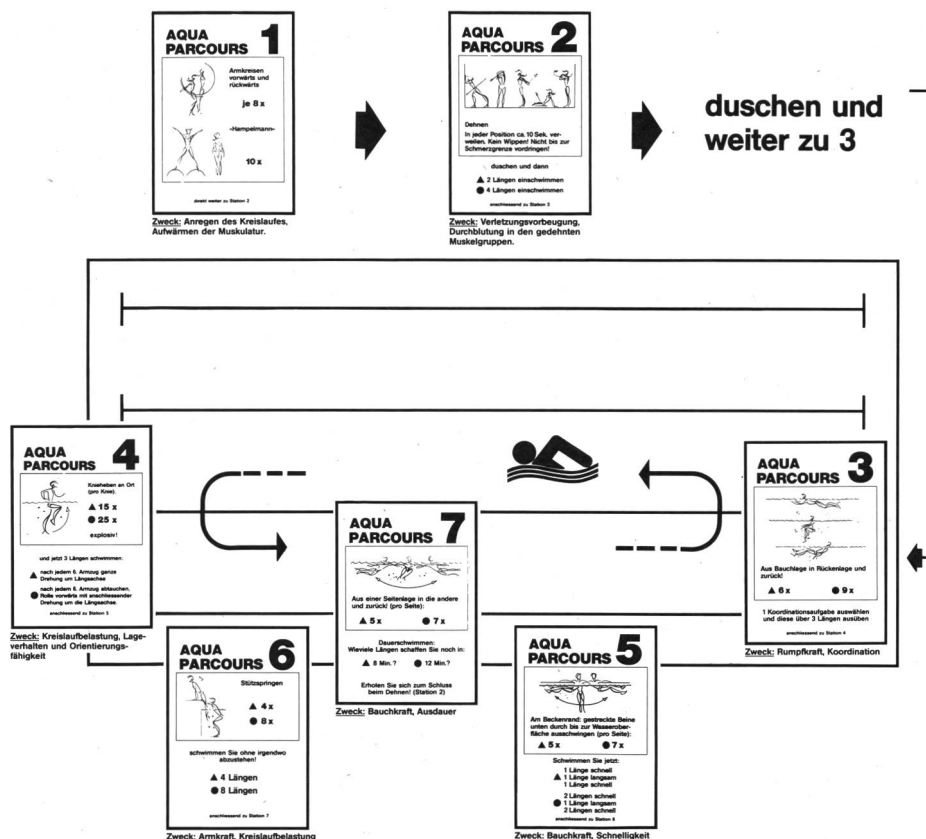 AQUA
PARCOURS 1
Armkreisen
vorwärts und
rückwärts
je 8 x
-Hampelmann-
10 x
direkt weiter zu Station 2
Zweck: Anregen des Kreislaufes,
Aufwärmen der Muskulatur.
AQUA
PARCOURS 2
Dehnen
In jeder Position ca. 10 Sek. ver-
weilen. Kein Wippen! Nicht bis zur
Schmerzgrenze vordringen!
duschen und dann
▲ 2 Längen einschwimmen
● 4 Längen einschwimmen
anschliessend zu Station 3
Zweck: Verletzungsvorbeugung,
Durchblutung in den gedehnten
Muskelgruppen.
duschen und
weiter zu 3
AQUA
PARCOURS 3
Aus Bauchlage in Rückenlage und
zurück!
▲ 6 x ● 9 x
1 Koordinationsaufgabe auswählen
und diese über 3 Längen ausüben
anschliessend zu Station 4
Zweck: Rumpfkraft, Koordination
AQUA
PARCOURS 4
Knieheben an Ort
(pro Knie).
▲ 15 x
● 25 x
explosiv!
und jetzt 3 Längen schwimmen:
▲ nach jedem 6. Armzug ganze
Drehung um Längsachse
● nach jedem 6. Armzug abtauchen,
Rolle vorwärts mit anschliessender
Drehung um die Längsachse.
anschliessend zu Station 5
Zweck: Kreislaufbelastung, Lage-
verhalten und Orientierungs-
fähigkeit
AQUA
PARCOURS 7
Aus einer Seitenlage in die andere
und zurück! (pro Seite):
▲ 5 x ● 7 x
Dauerschwimmen:
Wieviele Längen schaffen Sie noch in:
▲ 8 Min.? ● 12 Min.?
Erholen Sie sich zum Schluss
beim Dehnen! (Station 2)
Zweck: Bauchkraft, Ausdauer
AQUA
PARCOURS 6
Stützspringen
▲ 4 x
● 8 x
schwimmen Sie ohne irgendwo
abzustehen!
▲ 4 Längen
● 8 Längen
anschliessend zu Station 7
Zweck: Armkraft, Kreislaufbelastung
AQUA
PARCOURS 5
Am Beckenrand: gestreckte Beine
unten durch bis zur Wasserober-
fläche ausschwingen (pro Seite):
▲ 5 x ● 7 x
Schwimmen Sie jetzt:
1 Länge schnell
▲ 1 Länge langsam
1 Länge schnell
2 Längen schnell
● 1 Länge langsam
2 Längen schnell
anschliessend zu Station 6
Zweck: Bauchkraft, Schnelligkeit